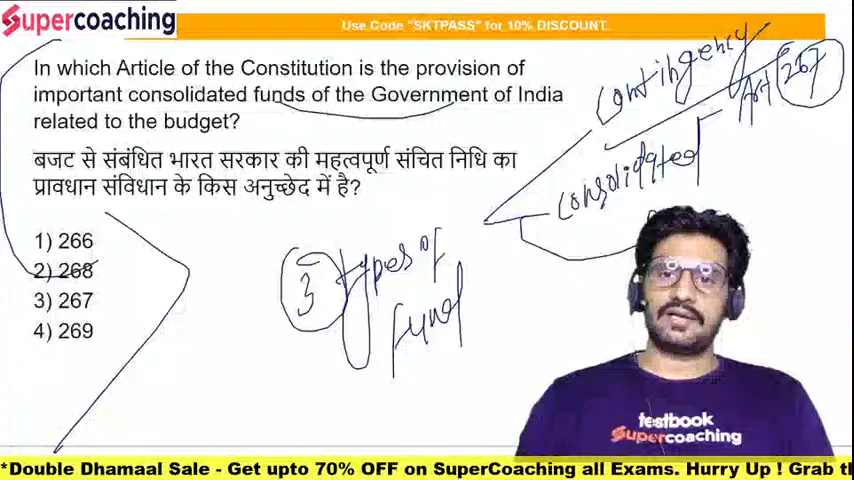 Supercoaching
Use Code "SKTPASS" for 10% DISCOUNT.
In which Article of the Constitution is the provision of
important consolidated funds of the Government of India
related to the budget?
बजट से संबंधित भारत सरकार की महत्वपूर्ण संचित निधि का
प्रावधान संविधान के किस अनुच्छेद में है?
1) 266
2) 268
3) 267
4) 269
3 types of
fund
Contingency
Art 267
Consolidated
testbook
Supercoaching
*Double Dhamaal Sale - Get upto 70% OFF on SuperCoaching all Exams. Hurry Up ! Grab th